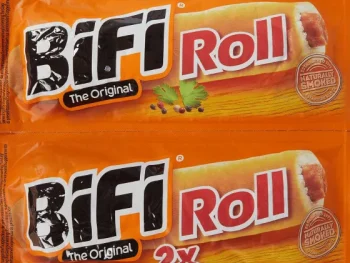 BiFi Roll
The Original
NATURALLY
SMOKED
BiFi Roll
The Original
NATURALLY
SMOKED
2x